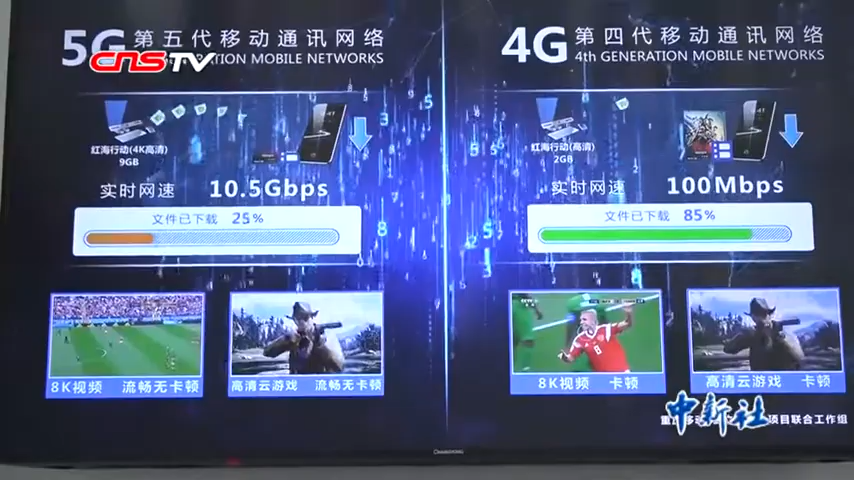 5G 第五代移动通讯网络
GENERATION MOBILE NETWORKS
CNSTV
红海行动(4K高清)
9GB
实时网速 10.5Gbps
文件已下载 25%
8K视频 流畅无卡顿
高清云游戏 流畅无卡顿
4G 第四代移动通讯网络
4th GENERATION MOBILE NETWORKS
红海行动(高清)
2GB
实时网速 100Mbps
文件已下载 85%
8K视频 卡顿
高清云游戏 卡顿
中新社
项目联合工作组
CHANGHONG